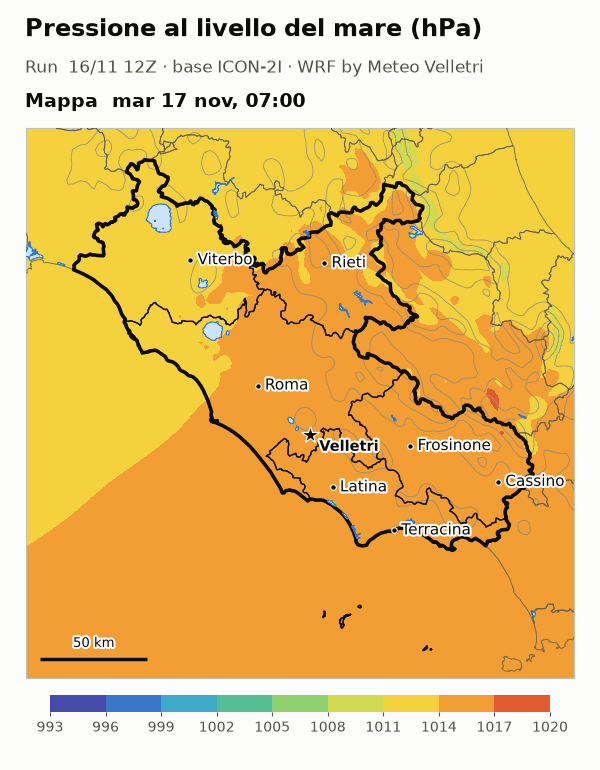 Pressione al livello del mare (hPa)
Run  16/11 12Z · base ICON-2I · WRF by Meteo Velletri
Mappa  mar 17 nov, 07:00
Viterbo
Rieti
Roma
Velletri
Frosinone
Latina
Cassino
Terracina
50 km
993 996 999 1002 1005 1008 1011 1014 1017 1020